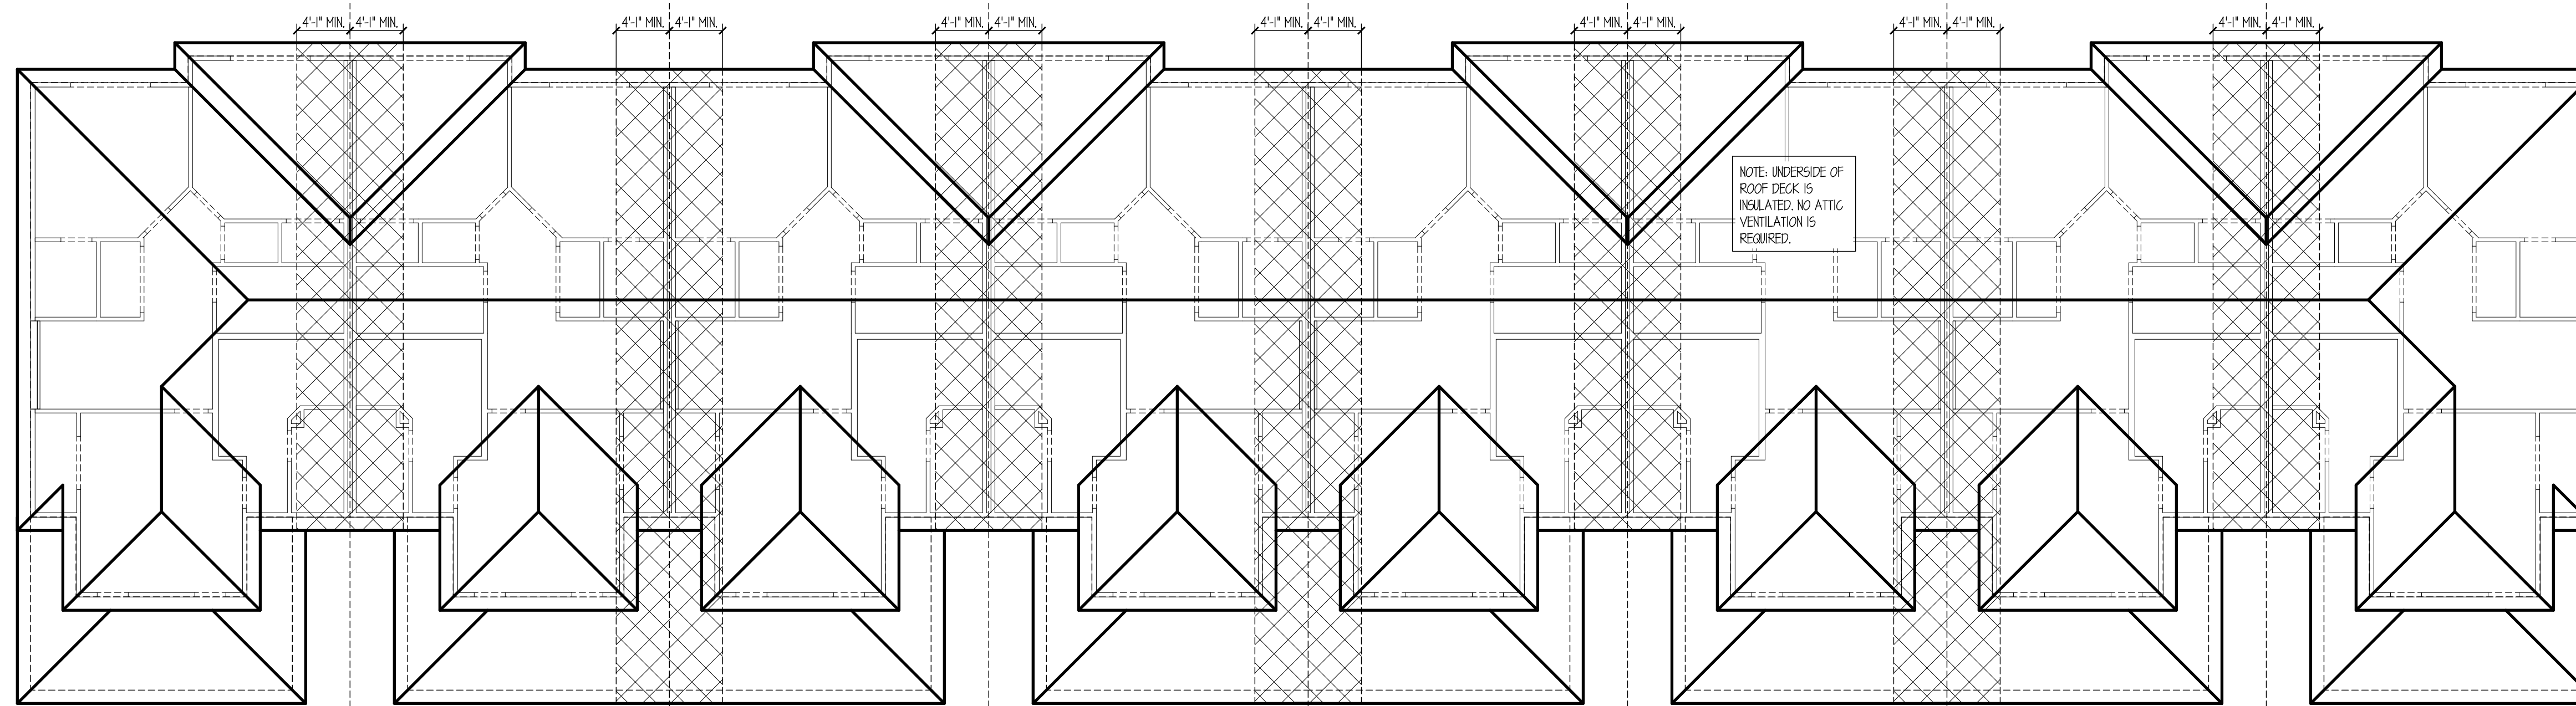 4'-1" MIN. 4'-1" MIN. 4'-1" MIN. 4'-1" MIN. 4'-1" MIN. 4'-1" MIN. 4'-1" MIN. 4'-1" MIN. 4'-1" MIN. 4'-1" MIN. 4'-1" MIN. 4'-1" MIN. 4'-1" MIN. 4'-1" MIN.
NOTE: UNDERSIDE OF
ROOF DECK IS
INSULATED. NO ATTIC
VENTILATION IS
REQUIRED.